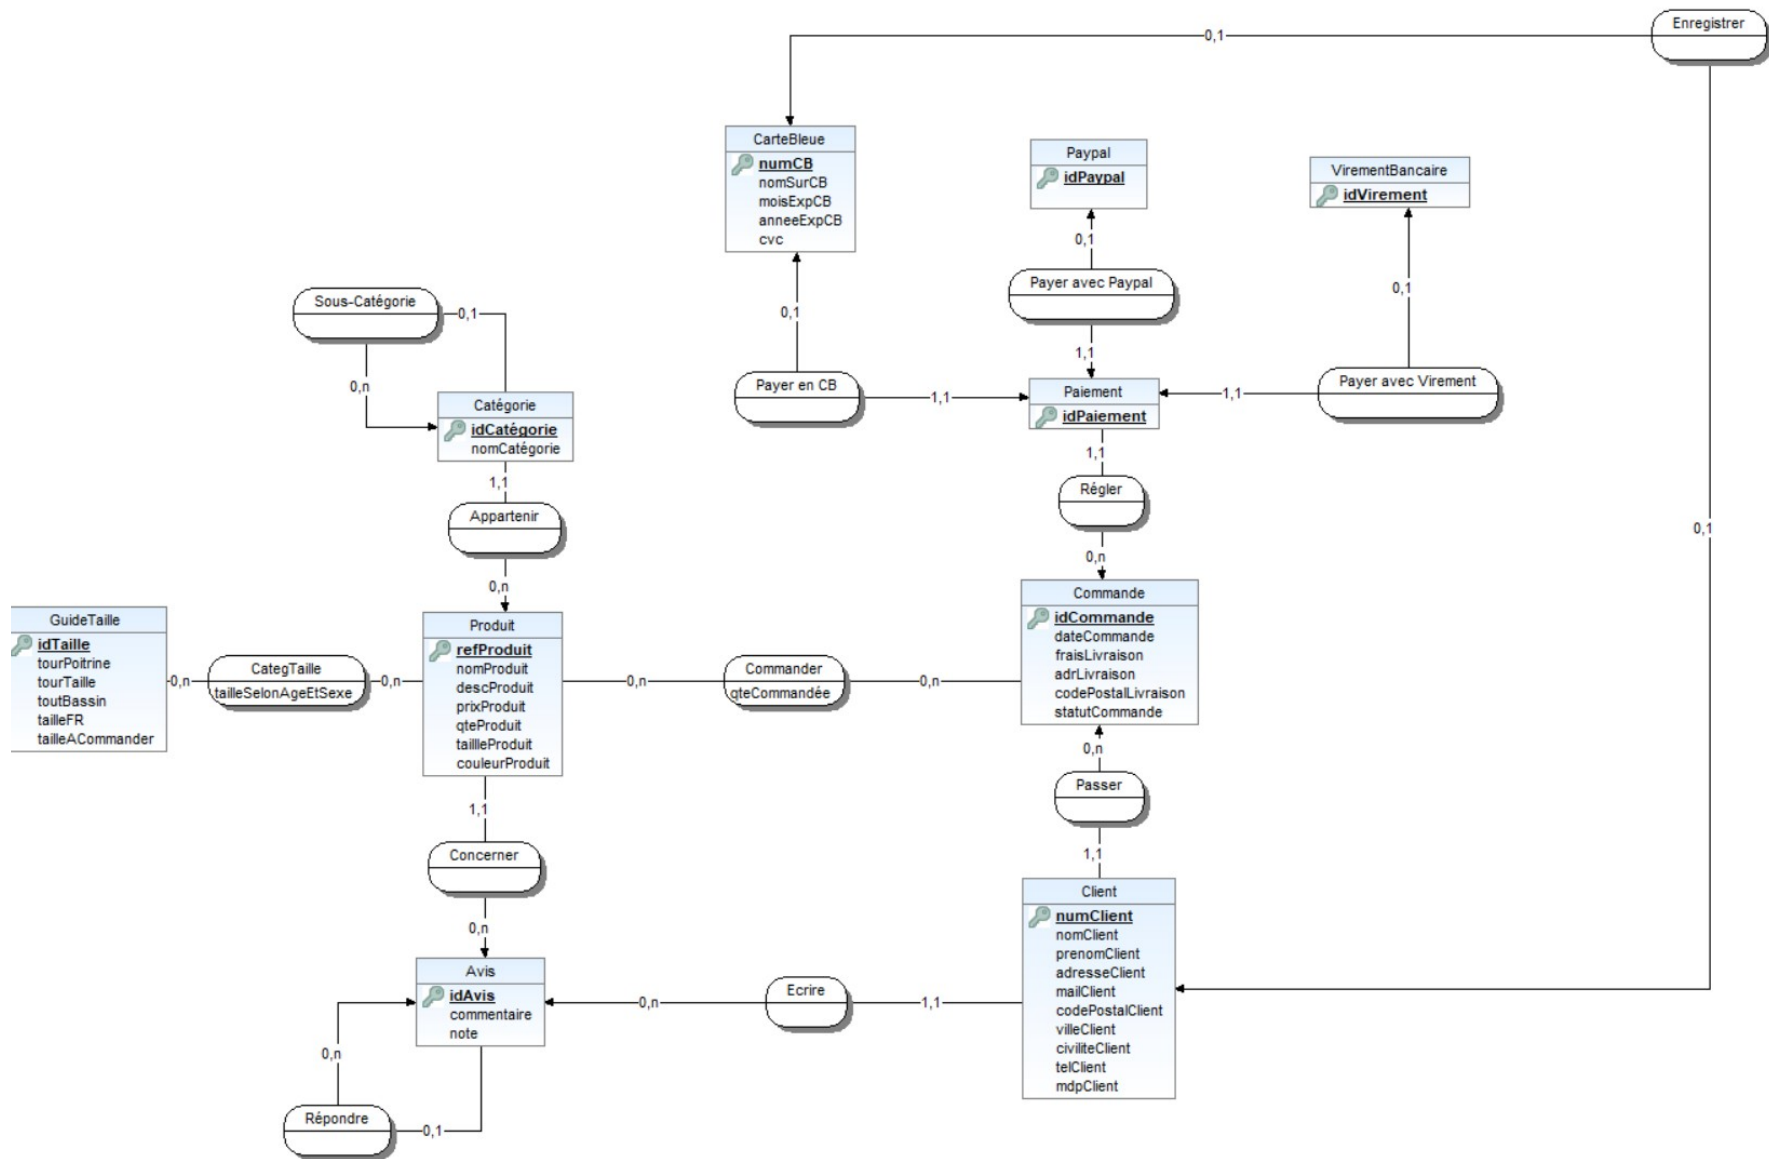 Enregistrer
0,1
CarteBleue
numCB
nomSurCB
moisExpCB
anneeExpCB
cvc
Paypal
idPaypal
VirementBancaire
idVirement
0,1
0,1
0,1
Payer avec Paypal
1,1
Sous-Catégorie
0,1
0,n
Payer en CB
1,1
Paiement
idPaiement
1,1
Payer avec Virement
Catégorie
idCatégorie
nomCatégorie
1,1
1,1
Régler
0,n
0,1
Appartenir
0,n
GuideTaille
idTaille
tourPoitrine
tourTaille
toutBassin
tailleFR
tailleACommander
0,n
CategTaille
tailleSelonAgeEtSexe
0,n
Produit
refProduit
nomProduit
descProduit
prixProduit
qteProduit
taillleProduit
couleurProduit
0,n
Commander
qteCommandée
0,n
Commande
idCommande
dateCommande
fraisLivraison
adrLivraison
codePostalLivraison
statutCommande
0,n
Passer
1,1
1,1
Concerner
0,n
Client
numClient
nomClient
prenomClient
adresseClient
mailClient
codePostalClient
villeClient
civiliteClient
telClient
mdpClient
Avis
idAvis
commentaire
note
0,n
Ecrire
1,1
0,n
Répondre
0,1